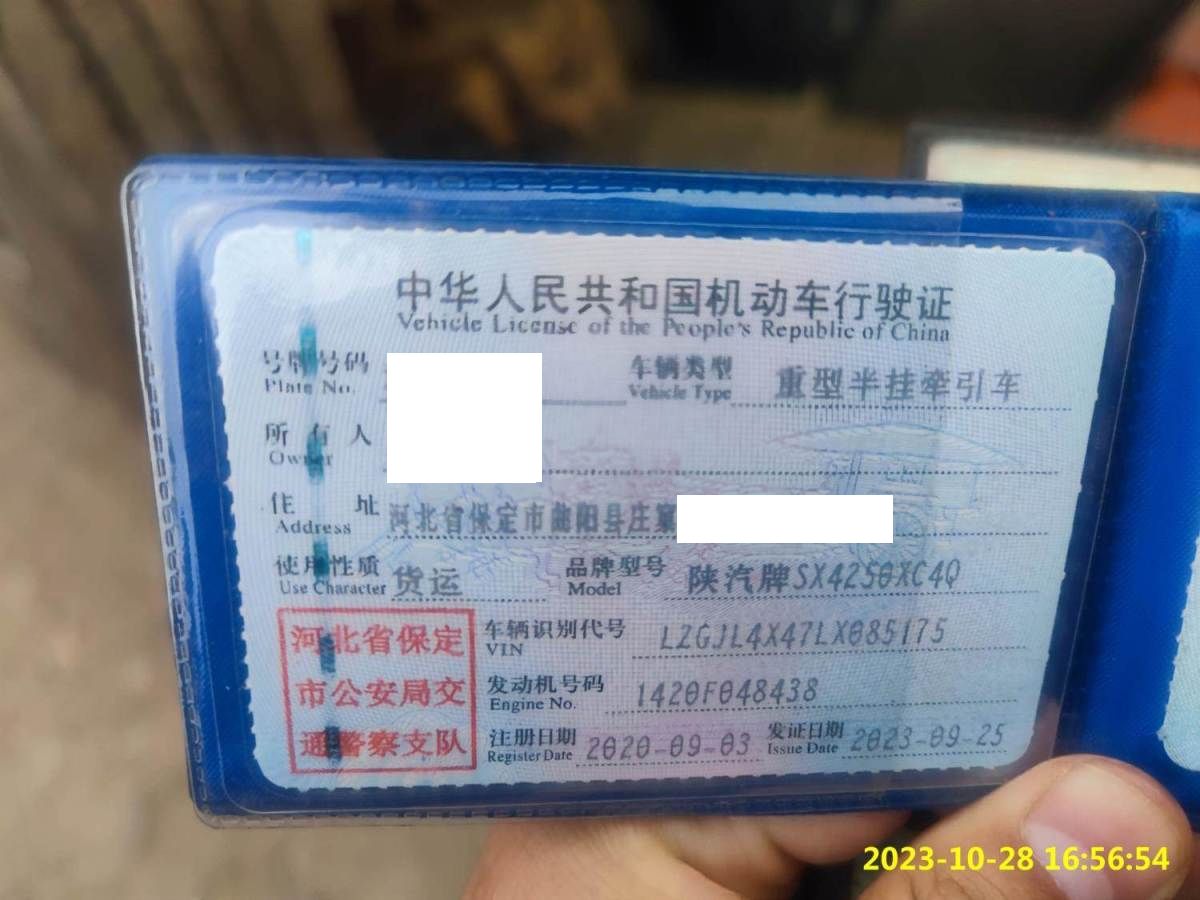 中华人民共和国机动车行驶证
Vehicle License of the People's Republic of China
号牌号码 车辆类型 重型半挂牵引车
Plate No. Vehicle Type
所有人
Owner
住址 河北省保定市曲阳县庄窠
Address
使用性质 货运 品牌型号 陕汽牌SX4250XC4Q
Use Character Model
河北省保定 车辆识别代号 LZGJL4X47LX085175
VIN
市公安局交 发动机号码 1420F048438
Engine No.
通警察支队 注册日期 2020-09-03 发证日期 2023-09-25
Register Date Issue Date
2023-10-28 16:56:54